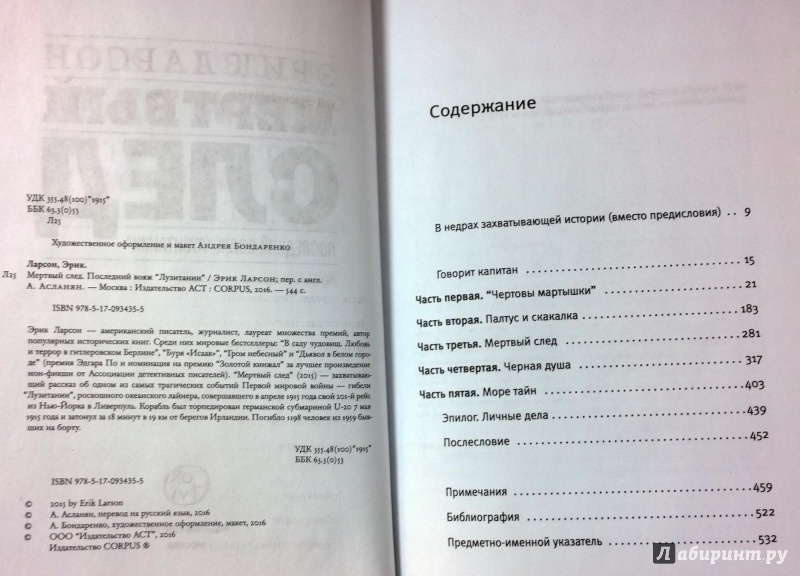 УДК 355.48(100)"1915"
ББК 63.3(0)53
Л25
Художественное оформление и макет Андрея Бондаренко
Ларсон, Эрик.
Л25 Мертвый след. Последний вояж "Лузитании" / Эрик Ларсон; пер. с англ.
А. Асланян. — Москва : Издательство АСТ : CORPUS, 2016. — 544 с.
ISBN 978-5-17-093435-5
Эрик Ларсон — американский писатель, журналист, лауреат множества премий, автор
популярных исторических книг. Среди них мировые бестселлеры: "В саду чудовищ. Любовь
и террор в гитлеровском Берлине", "Буря «Исаак»", "Гром небесный" и "Дьявол в белом горо-
де" (премия Эдгара По и номинация на премию "Золотой кинжал" за лучшее произведение
нон-фикшн от Ассоциации детективных писателей). "Мертвый след" (2015) — захватываю-
щий рассказ об одном из самых трагических событий Первой мировой войны — гибели
"Лузитании", роскошного океанского лайнера, совершавшего в апреле 1915 года свой 201-й рейс
из Нью-Йорка в Ливерпуль. Корабль был торпедирован германской субмариной U-20 7 мая
1915 года и затонул за 18 минут в 19 км от берегов Ирландии. Погибло 1198 человек из 1959 быв-
ших на борту.
УДК 355.48(100)"1915"
ББК 63.3(0)53
ISBN 978-5-17-093435-5
© 2015 by Erik Larson
© А. Асланян, перевод на русский язык, 2016
© А. Бондаренко, художественное оформление, макет, 2016
© ООО "Издательство АСТ", 2016
Издательство CORPUS ®
Содержание
В недрах захватывающей истории (вместо предисловия) .. 9
Говорит капитан 15
Часть первая. "Чертовы мартышки" 21
Часть вторая. Палтус и скакалка 183
Часть третья. Мертвый след 281
Часть четвертая. Черная душа 317
Часть пятая. Море тайн 403
Эпилог. Личные дела 439
Послесловие 452
Примечания 459
Библиография 522
Предметно-именной указатель 532
Лабиринт.ру